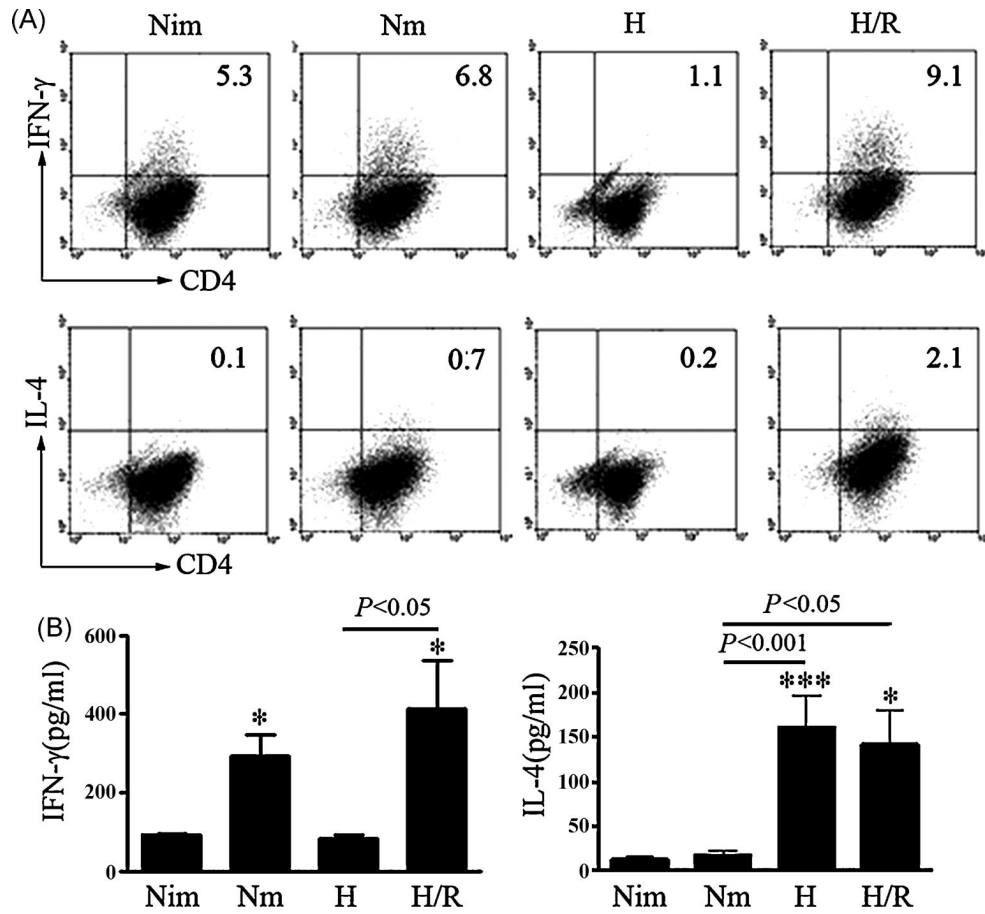 (A)
Nim Nm H H/R
5.3 6.8 1.1 9.1
IFN-γ
CD4
0.1 0.7 0.2 2.1
IL-4
CD4
(B)
P<0.05
IFN-γ(pg/ml)
600
400
200
0
*
*
Nim Nm H H/R
P<0.05
P<0.001
IL-4(pg/ml)
250
200
150
100
50
0
***
*
Nim Nm H H/R